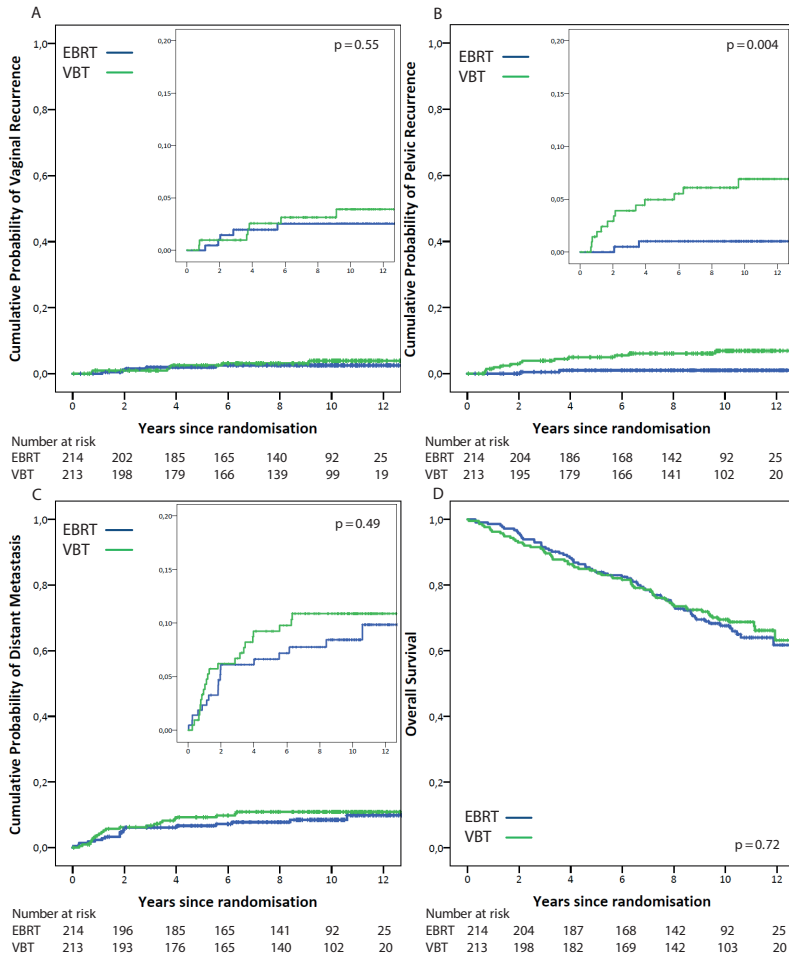 A
Cumulative Probability of Vaginal Recurrence
1,0
0,8
0,6
0,4
0,2
0,0
EBRT
VBT
p = 0.55
0,20
0,15
0,10
0,05
0,00
0 2 4 6 8 10 12
0 2 4 6 8 10 12
Years since randomisation
Number at risk
EBRT 214 202 185 165 140 92 25
VBT 213 198 179 166 139 99 19
B
Cumulative Probability of Pelvic Recurrence
1,0
0,8
0,6
0,4
0,2
0,0
EBRT
VBT
p = 0.004
0,20
0,15
0,10
0,05
0,00
0 2 4 6 8 10 12
0 2 4 6 8 10 12
Years since randomisation
Number at risk
EBRT 214 204 186 168 142 92 25
VBT 213 195 179 166 141 102 20
C
Cumulative Probability of Distant Metastasis
1,0
0,8
0,6
0,4
0,2
0,0
EBRT
VBT
p = 0.49
0,20
0,15
0,10
0,05
0,00
0 2 4 6 8 10 12
0 2 4 6 8 10 12
Years since randomisation
Number at risk
EBRT 214 196 185 165 141 92 25
VBT 213 193 176 165 140 102 20
D
Overall Survival
1,0
0,8
0,6
0,4
0,2
0,0
EBRT
VBT
p = 0.72
0 2 4 6 8 10 12
Years since randomisation
Number at risk
EBRT 214 204 187 168 142 92 25
VBT 213 198 182 169 142 103 20